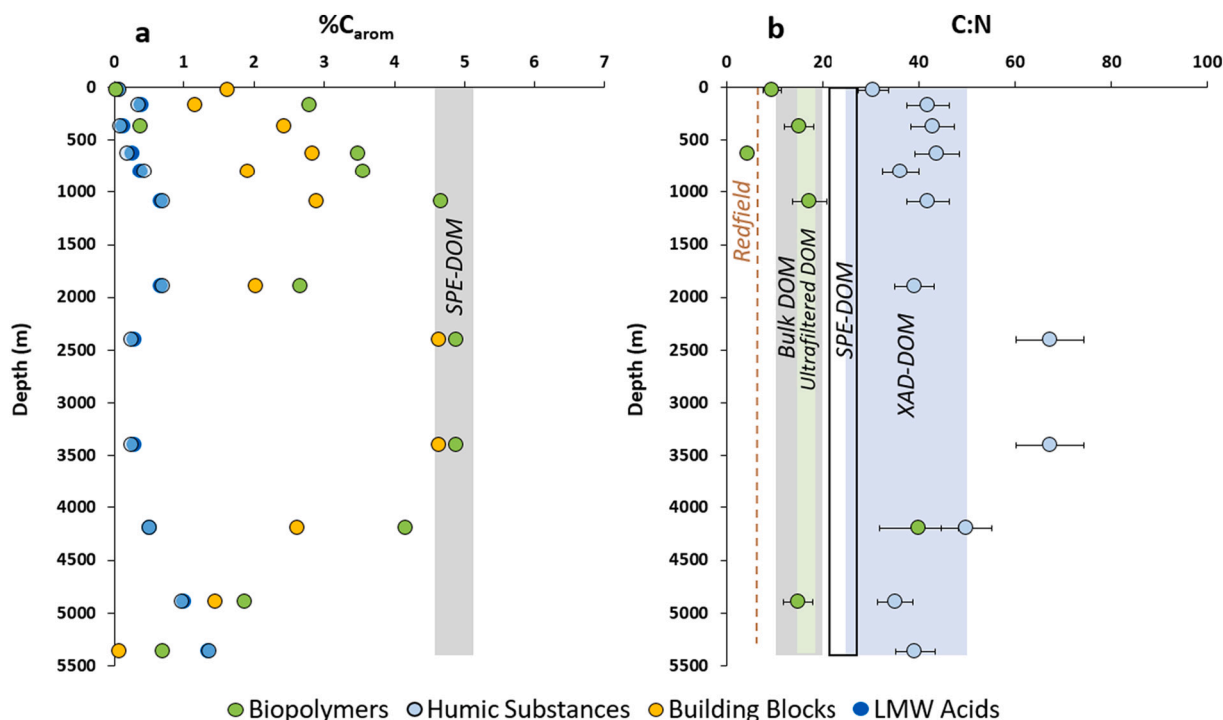 a
%Carom
0 1 2 3 4 5 6 7
0
500
1000
1500
2000
2500
3000
3500
4000
4500
5000
5500
Depth (m)
SPE-DOM
b
C:N
0 20 40 60 80 100
0
500
1000
1500
2000
2500
3000
3500
4000
4500
5000
5500
Depth (m)
Redfield
Bulk DOM
Ultrafiltered DOM
SPE-DOM
XAD-DOM
Biopolymers Humic Substances Building Blocks LMW Acids